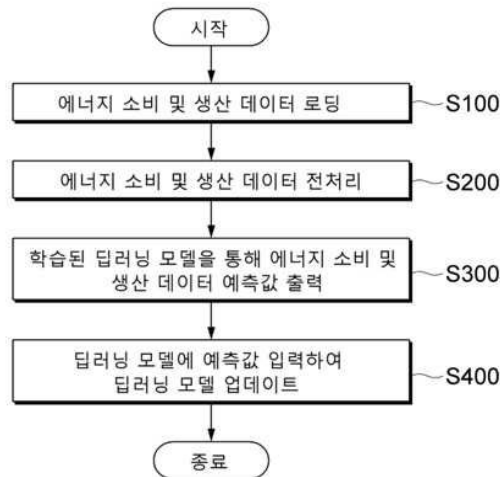 시작
에너지 소비 및 생산 데이터 로딩
S100
에너지 소비 및 생산 데이터 전처리
S200
학습된 딥러닝 모델을 통해 에너지 소비 및
생산 데이터 예측값 출력
S300
딥러닝 모델에 예측값 입력하여
딥러닝 모델 업데이트
S400
종료